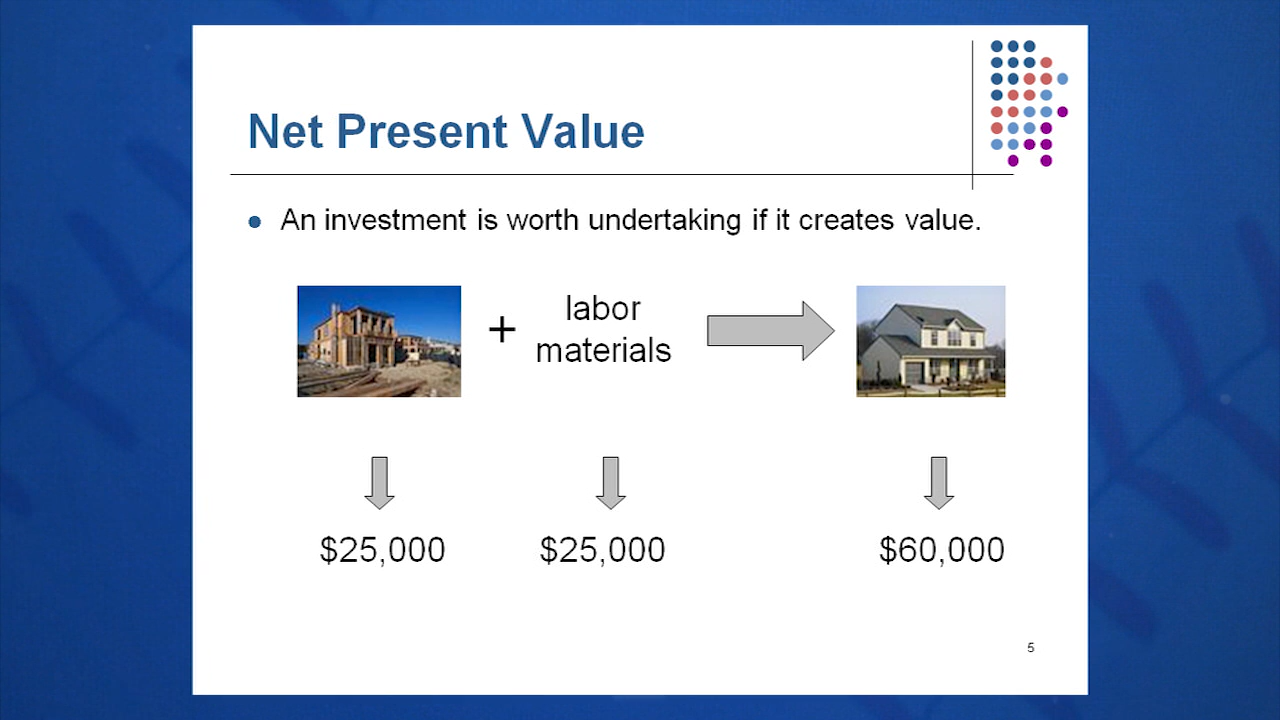 Net Present Value
An investment is worth undertaking if it creates value.
+
labor
materials
$25,000
$25,000
$60,000
5